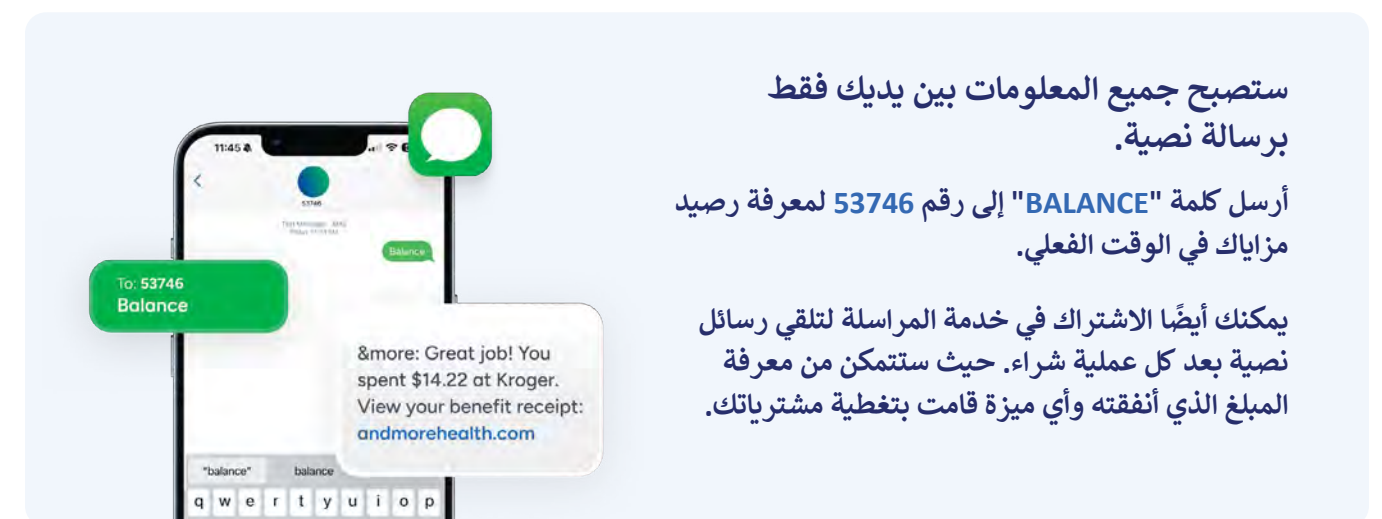 ستصبح جميع المعلومات بين يديك فقط
برسالة نصية.
أرسل كلمة "BALANCE" إلى رقم 53746 لمعرفة رصيد
مزاياك في الوقت الفعلي.
يمكنك أيضًا الاشتراك في خدمة المراسلة لتلقي رسائل
نصية بعد كل عملية شراء. حيث ستتمكن من معرفة
المبلغ الذي أنفقته وأي ميزة قامت بتغطية مشترياتك.
11:45
53746
Balance
To: 53746
Balance
&more: Great job! You
spent $14.22 at Kroger.
View your benefit receipt:
andmorehealth.com
"balance" balance
q w e r t y u i o p